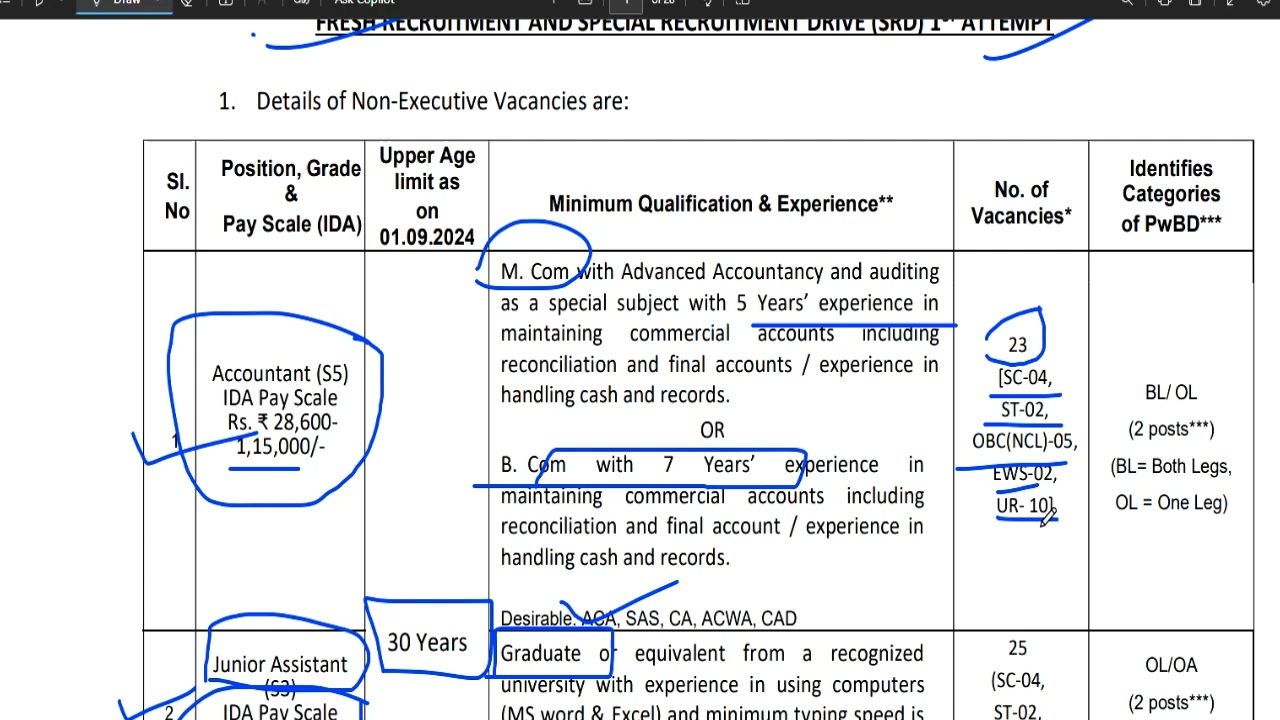 Draw
Ask Copilot
of 28
FRESH RECRUITMENT AND SPECIAL RECRUITMENT DRIVE (SRD) 1ST ATTEMPT
1. Details of Non-Executive Vacancies are:
Sl. No
Position, Grade & Pay Scale (IDA)
Upper Age limit as on 01.09.2024
Minimum Qualification & Experience**
No. of Vacancies*
Identifies Categories of PwBD***
1
Accountant (S5)
IDA Pay Scale
Rs. ₹ 28,600-
1,15,000/-
30 Years
M. Com with Advanced Accountancy and auditing
as a special subject with 5 Years’ experience in
maintaining commercial accounts including
reconciliation and final accounts / experience in
handling cash and records.
OR
B. Com with 7 Years’ experience in
maintaining commercial accounts including
reconciliation and final account / experience in
handling cash and records.
Desirable: ACA, SAS, CA, ACWA, CAD
23
[SC-04,
ST-02,
OBC(NCL)-05,
EWS-02,
UR- 10]
BL/ OL
(2 posts***)
(BL= Both Legs,
OL = One Leg)
2
Junior Assistant
(S3)
IDA Pay Scale
Graduate or equivalent from a recognized
university with experience in using computers
(MS word & Excel) and minimum typing speed is
25
(SC-04,
ST-02,
OL/OA
(2 posts***)